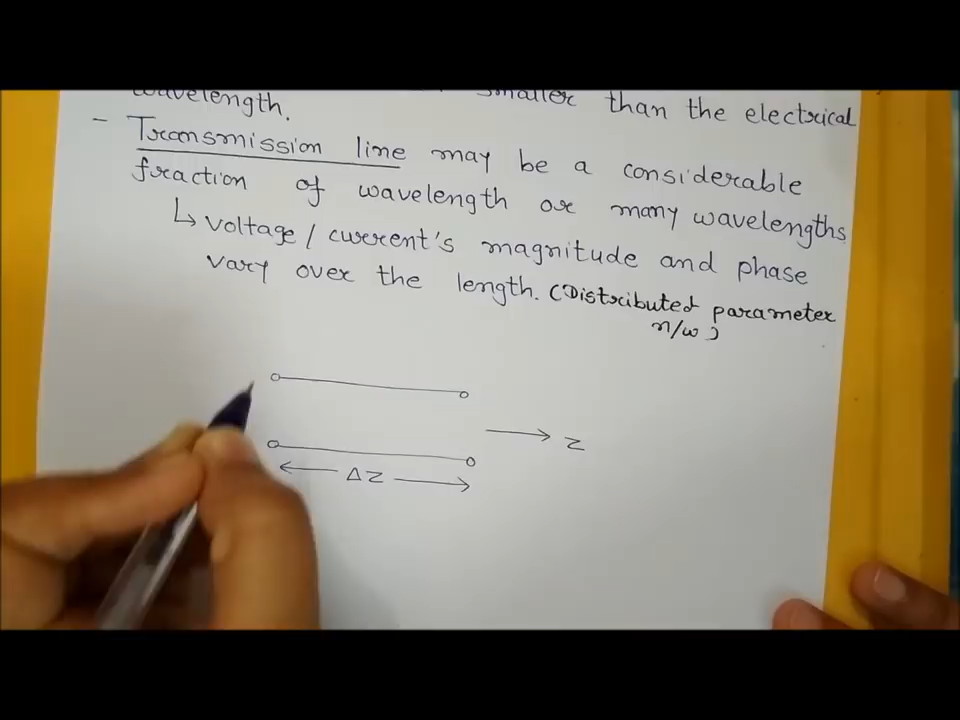 wavelength. smaller than the electrical
- Transmission line may be a considerable
fraction of wavelength or many wavelengths
↳ voltage / current's magnitude and phase
vary over the length. (Distributed parameter
n/w)
→ z
← Δz →